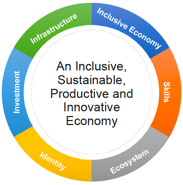 Infrastructure
Inclusive Economy
Skills
Ecosystem
Identity
Investment
An Inclusive,
Sustainable,
Productive and
Innovative
Economy